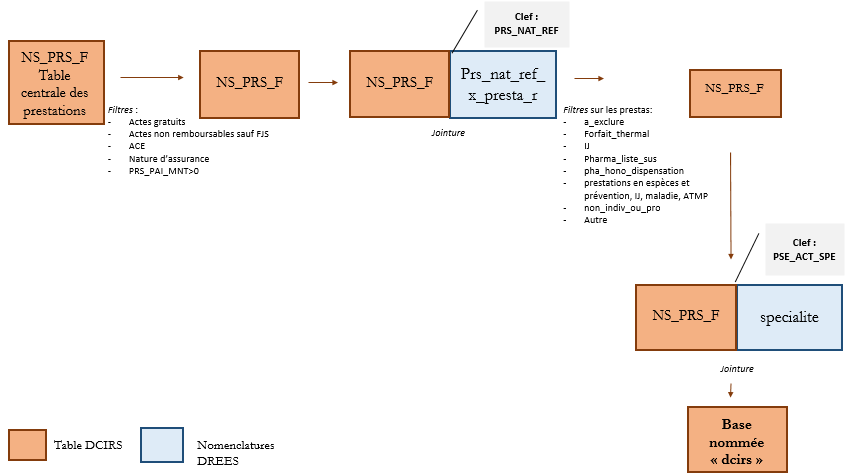 NS_PRS_F
Table
centrale des
prestations
Filtres :
- Actes gratuits
- Actes non remboursables sauf FJS
- ACE
- Nature d'assurance
- PRS_PAI_MNT>0
NS_PRS_F
Clef :
PRS_NAT_REF
NS_PRS_F
Prs_nat_ref_
x_presta_r
Jointure
Filtres sur les prestas:
- a_exclure
- Forfait_thermal
- IJ
- Pharma_liste_sus
- pha_hono_dispensation
- prestations en espèces et
prévention, IJ, maladie, ATMP
- non_indiv_ou_pro
- Autre
NS_PRS_F
Clef :
PSE_ACT_SPE
NS_PRS_F
specialite
Jointure
Base
nommée
« dcirs »
Table DCIRS
Nomenclatures
DREES